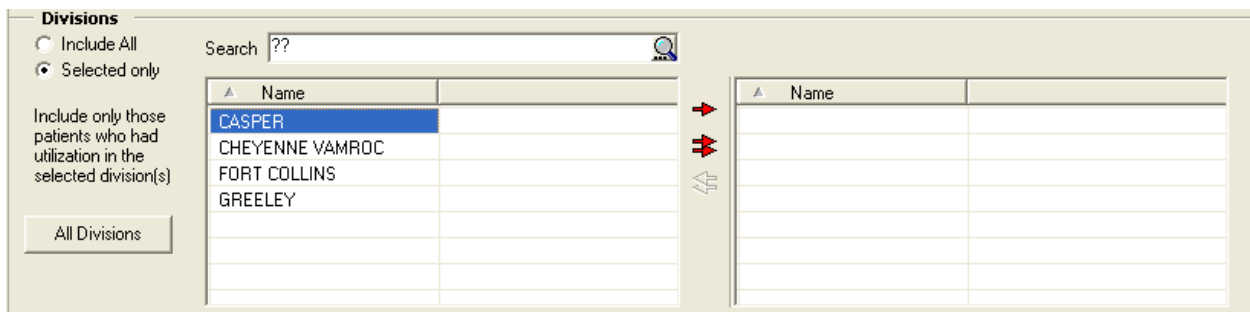 Divisions
Include All
Selected only
Include only those
patients who had
utilization in the
selected division(s)
All Divisions
Search ??
Name
CASPER
CHEYENNE VAMROC
FORT COLLINS
GREELEY
Name